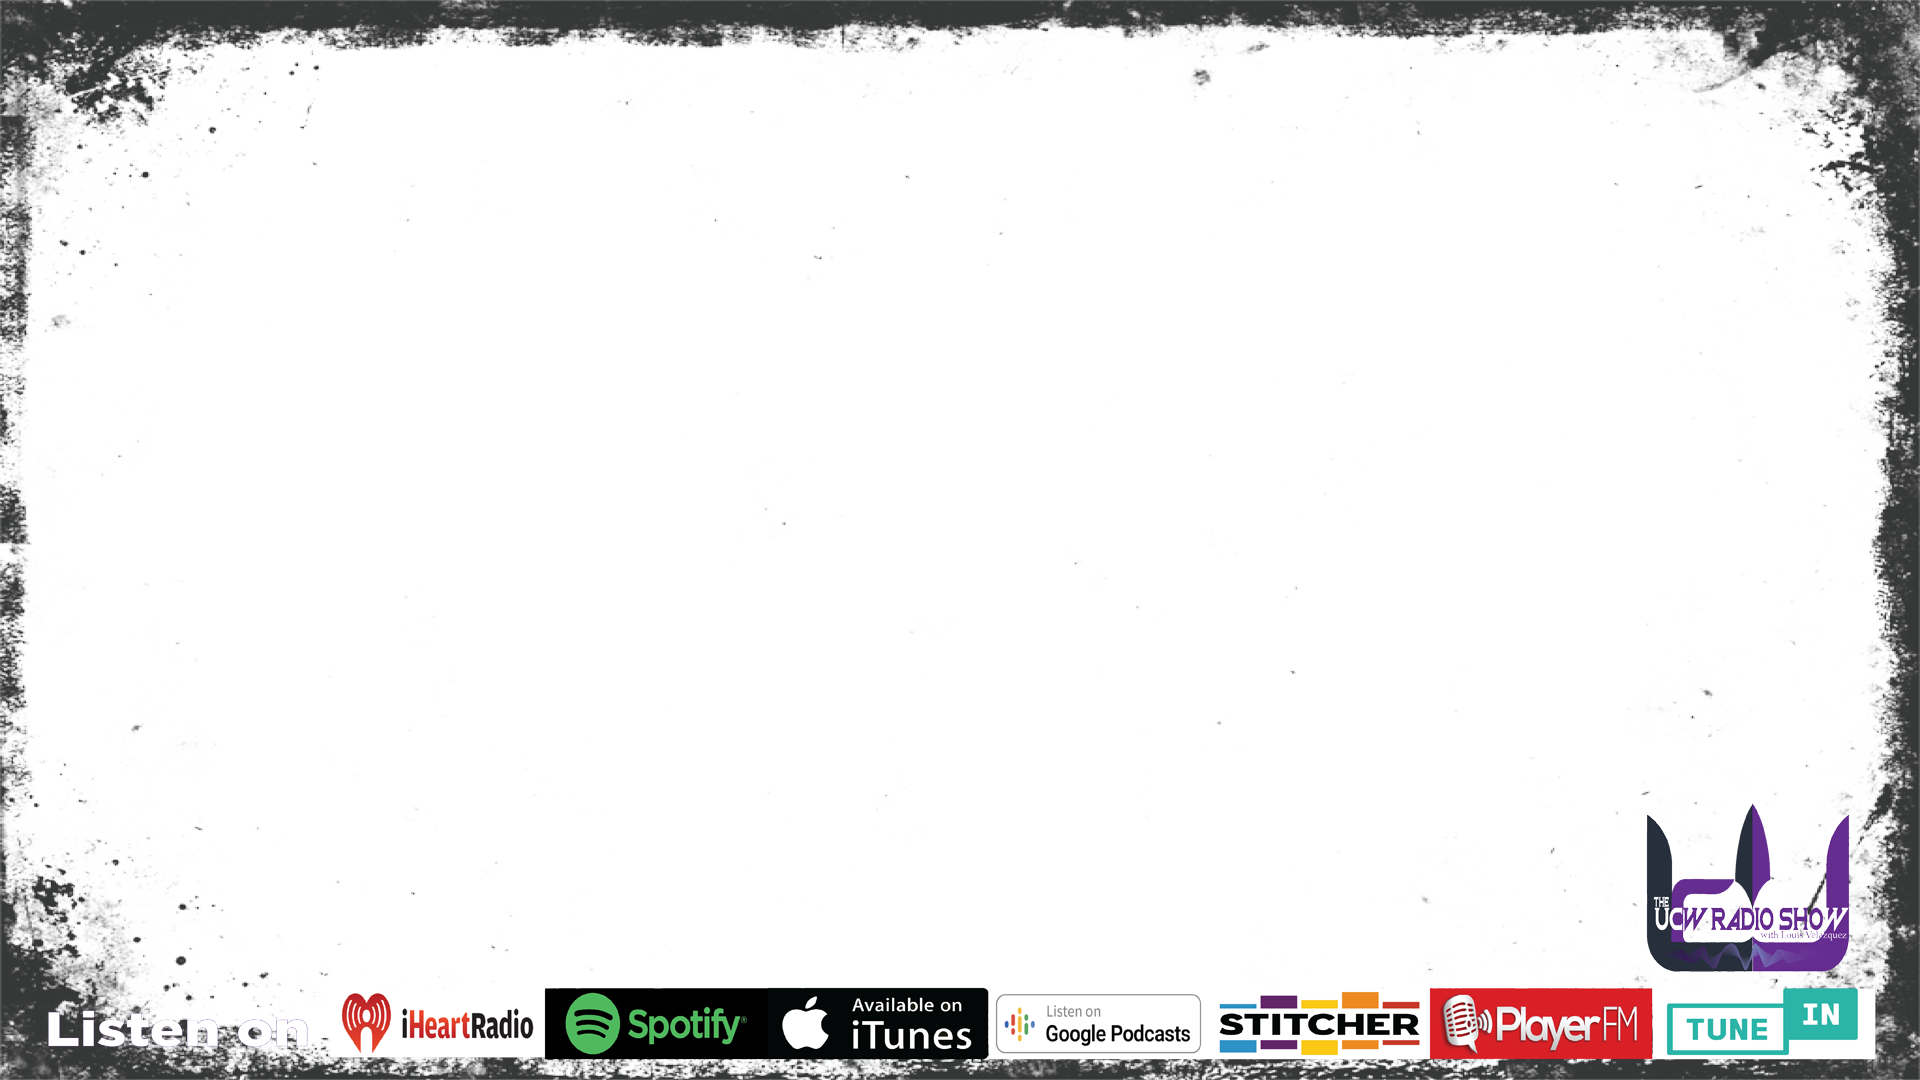 THE
UCW RADIO SHOW
with Louis Velazquez
Listen on
iHeartRadio
Spotify®
Available on
iTunes
Listen on
Google Podcasts
STITCHER
PlayerFM
TUNE IN